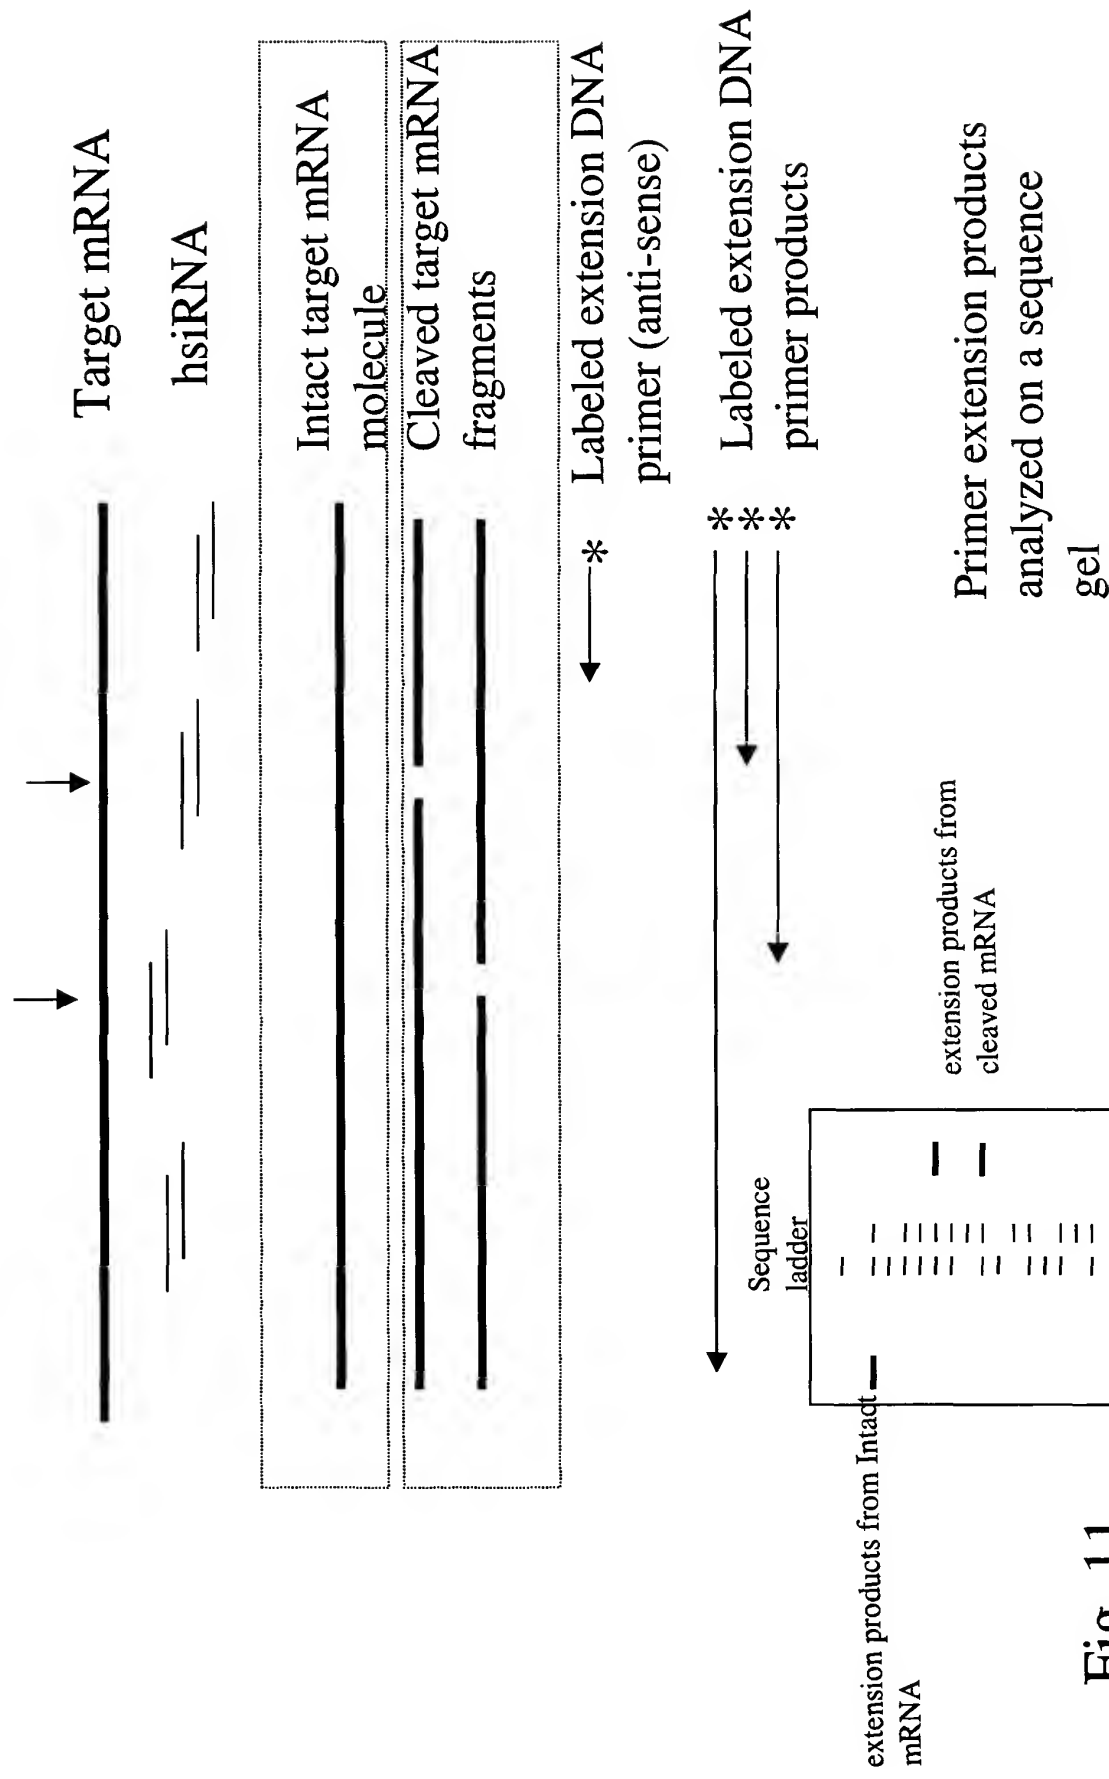 Target mRNA
hsiRNA
Intact target mRNA
molecule
Cleaved target mRNA
fragments
Labeled extension DNA
primer (anti-sense)
Labeled extension DNA
primer products
*
*
*
*
Sequence
ladder
extension products from
cleaved mRNA
extension products from Intact
mRNA
Primer extension products
analyzed on a sequence
gel
Fig. 11